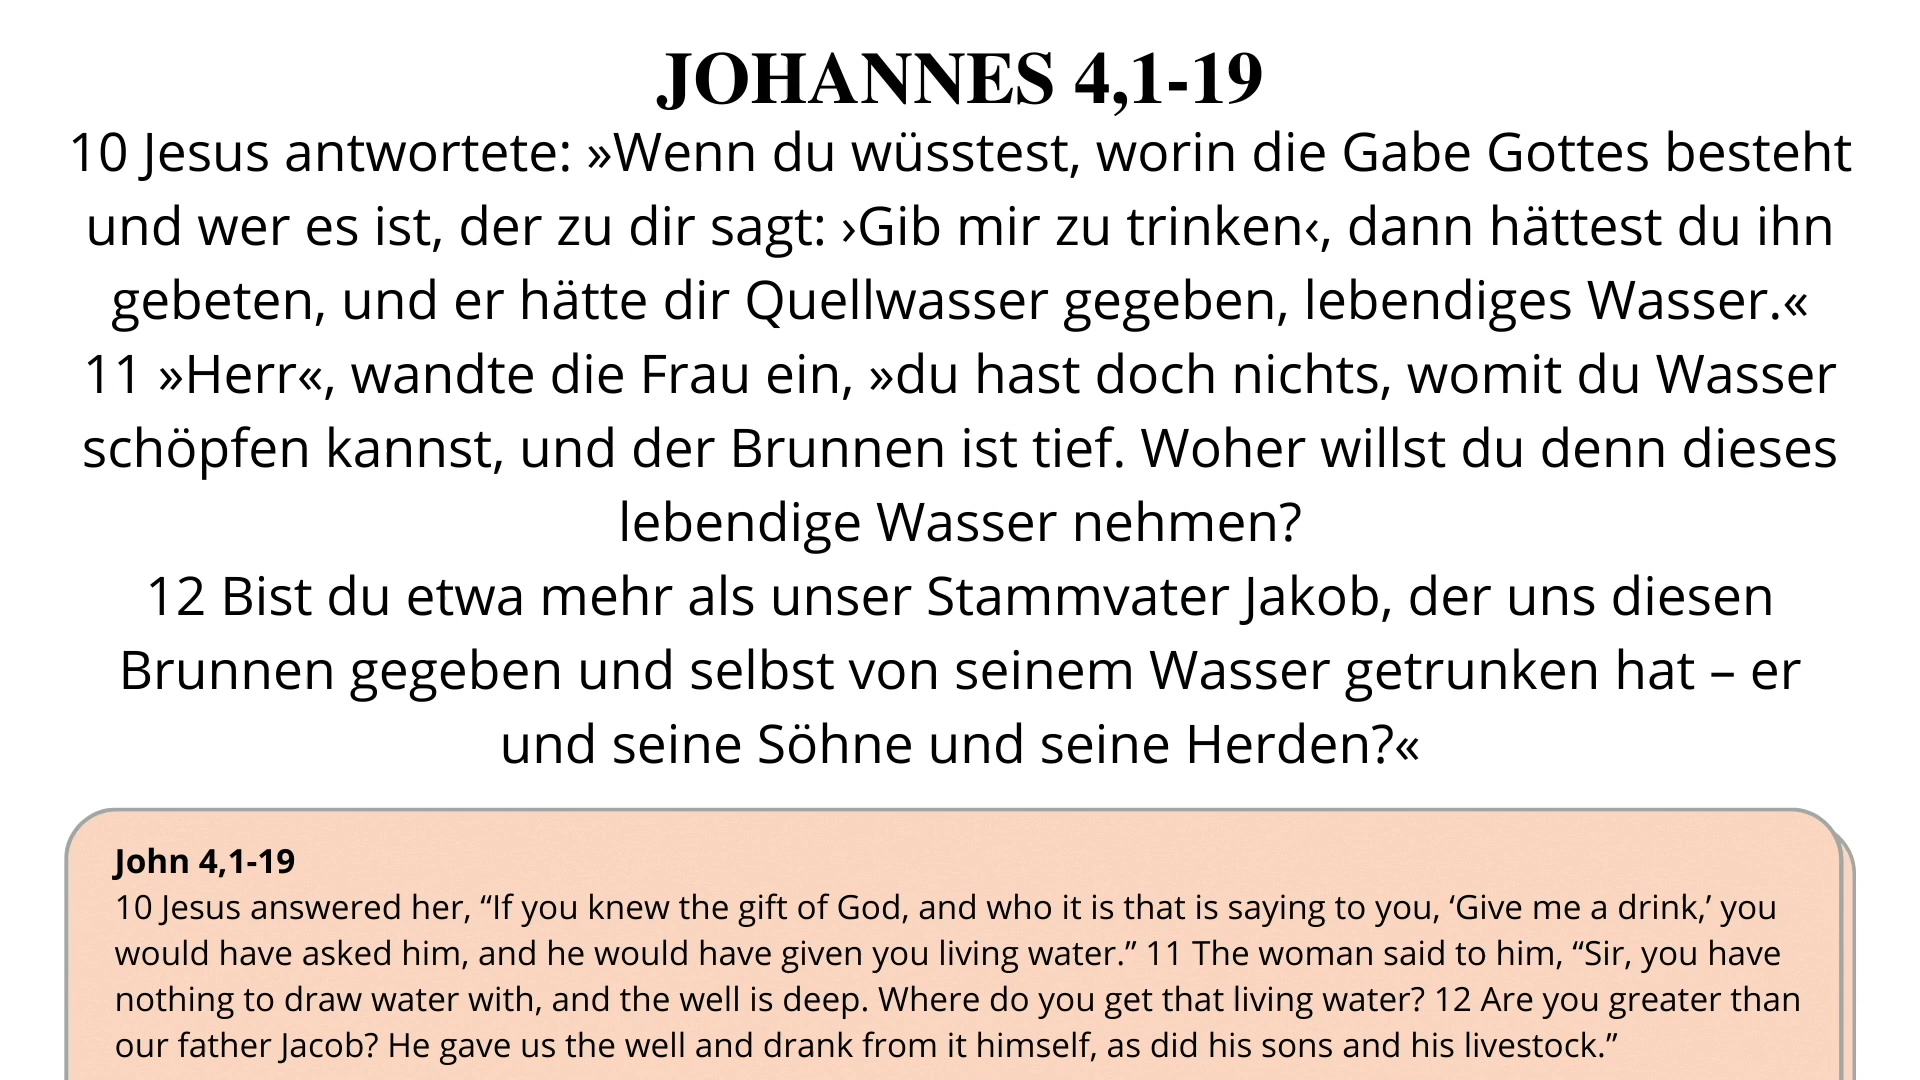 JOHANNES 4,1-19
10 Jesus antwortete: »Wenn du wüsstest, worin die Gabe Gottes besteht
und wer es ist, der zu dir sagt: ›Gib mir zu trinken‹, dann hättest du ihn
gebeten, und er hätte dir Quellwasser gegeben, lebendiges Wasser.«
11 »Herr«, wandte die Frau ein, »du hast doch nichts, womit du Wasser
schöpfen kannst, und der Brunnen ist tief. Woher willst du denn dieses
lebendige Wasser nehmen?
12 Bist du etwa mehr als unser Stammvater Jakob, der uns diesen
Brunnen gegeben und selbst von seinem Wasser getrunken hat – er
und seine Söhne und seine Herden?«
John 4,1-19
10 Jesus answered her, “If you knew the gift of God, and who it is that is saying to you, ‘Give me a drink,’ you
would have asked him, and he would have given you living water.” 11 The woman said to him, “Sir, you have
nothing to draw water with, and the well is deep. Where do you get that living water? 12 Are you greater than
our father Jacob? He gave us the well and drank from it himself, as did his sons and his livestock.”